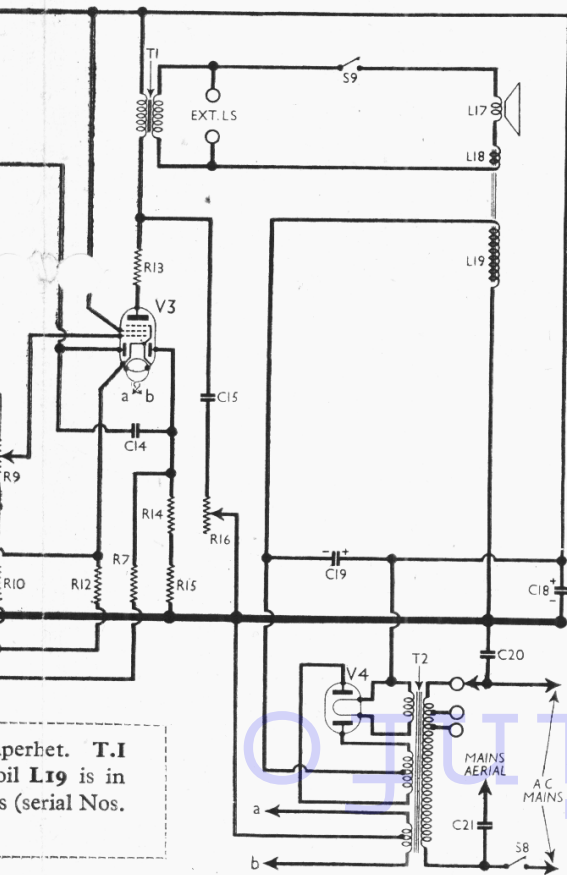 T1
S9
EXT. LS
L17
L18
L19
R13
V3
a b
C15
C14
R9
R14
R16
R10
R12
R7
R15
C19
C18
C20
V4
T2
MAINS
AERIAL
A C
MAINS
C21
S8
a
b
perhet. T.I
oil L19 is in
s (serial Nos.